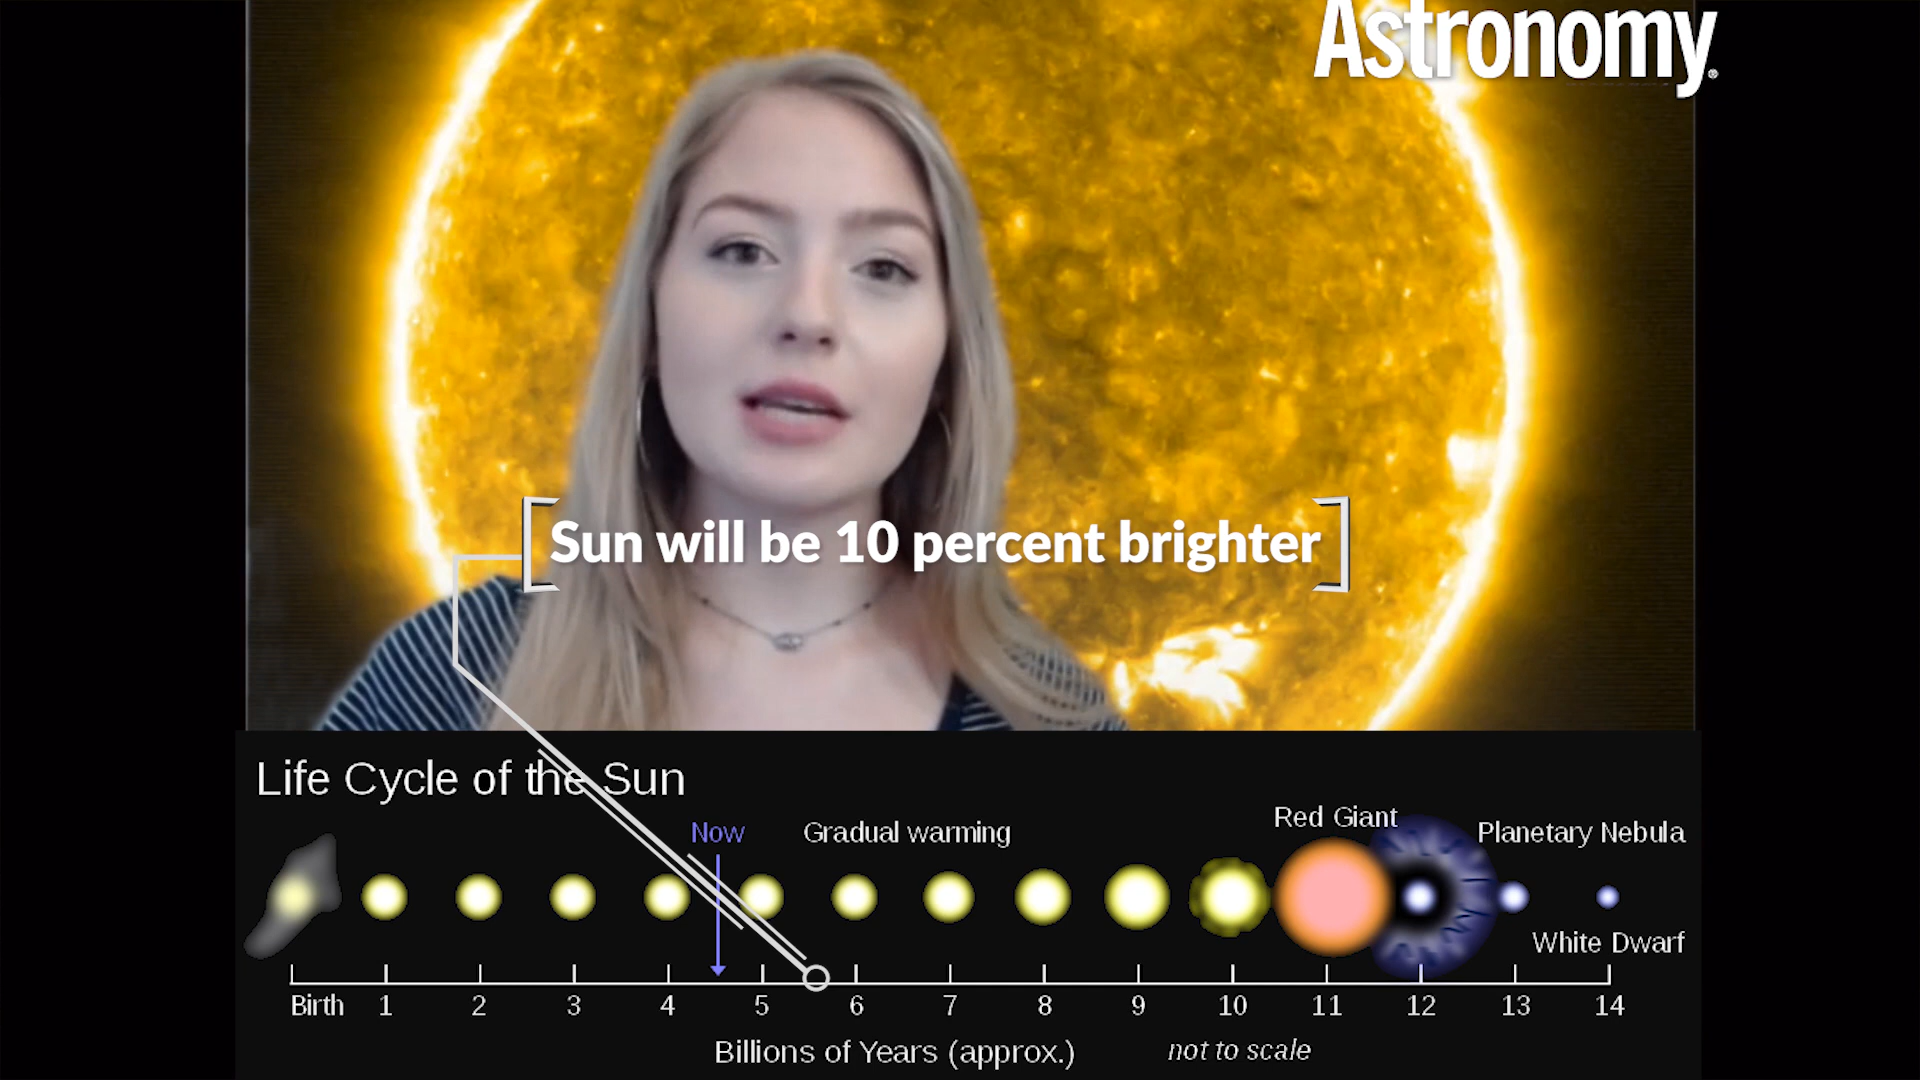 Astronomy®
Sun will be 10 percent brighter
Life Cycle of the Sun
Now
Gradual warming
Red Giant
Planetary Nebula
White Dwarf
Birth 1 2 3 4 5 6 7 8 9 10 11 12 13 14
Billions of Years (approx.)
not to scale